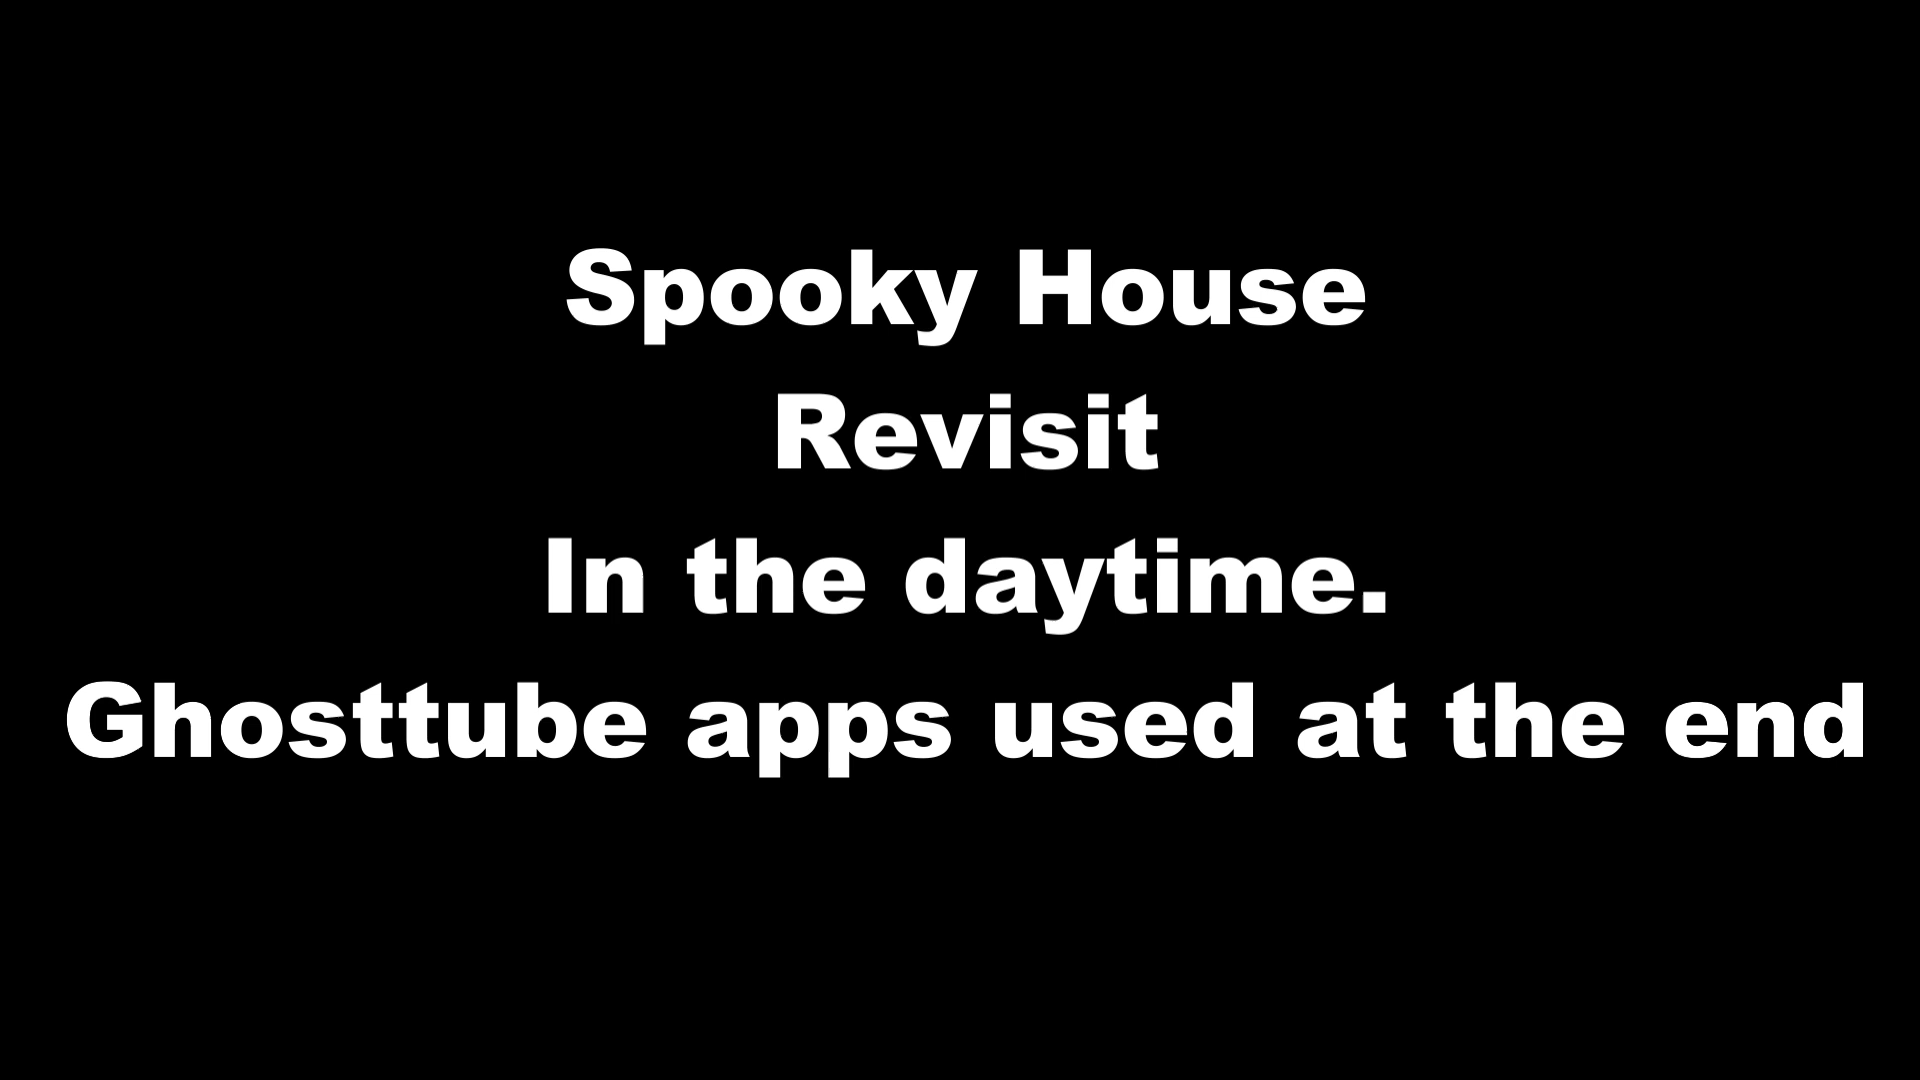 Spooky House
Revisit
In the daytime.
Ghosttube apps used at the end